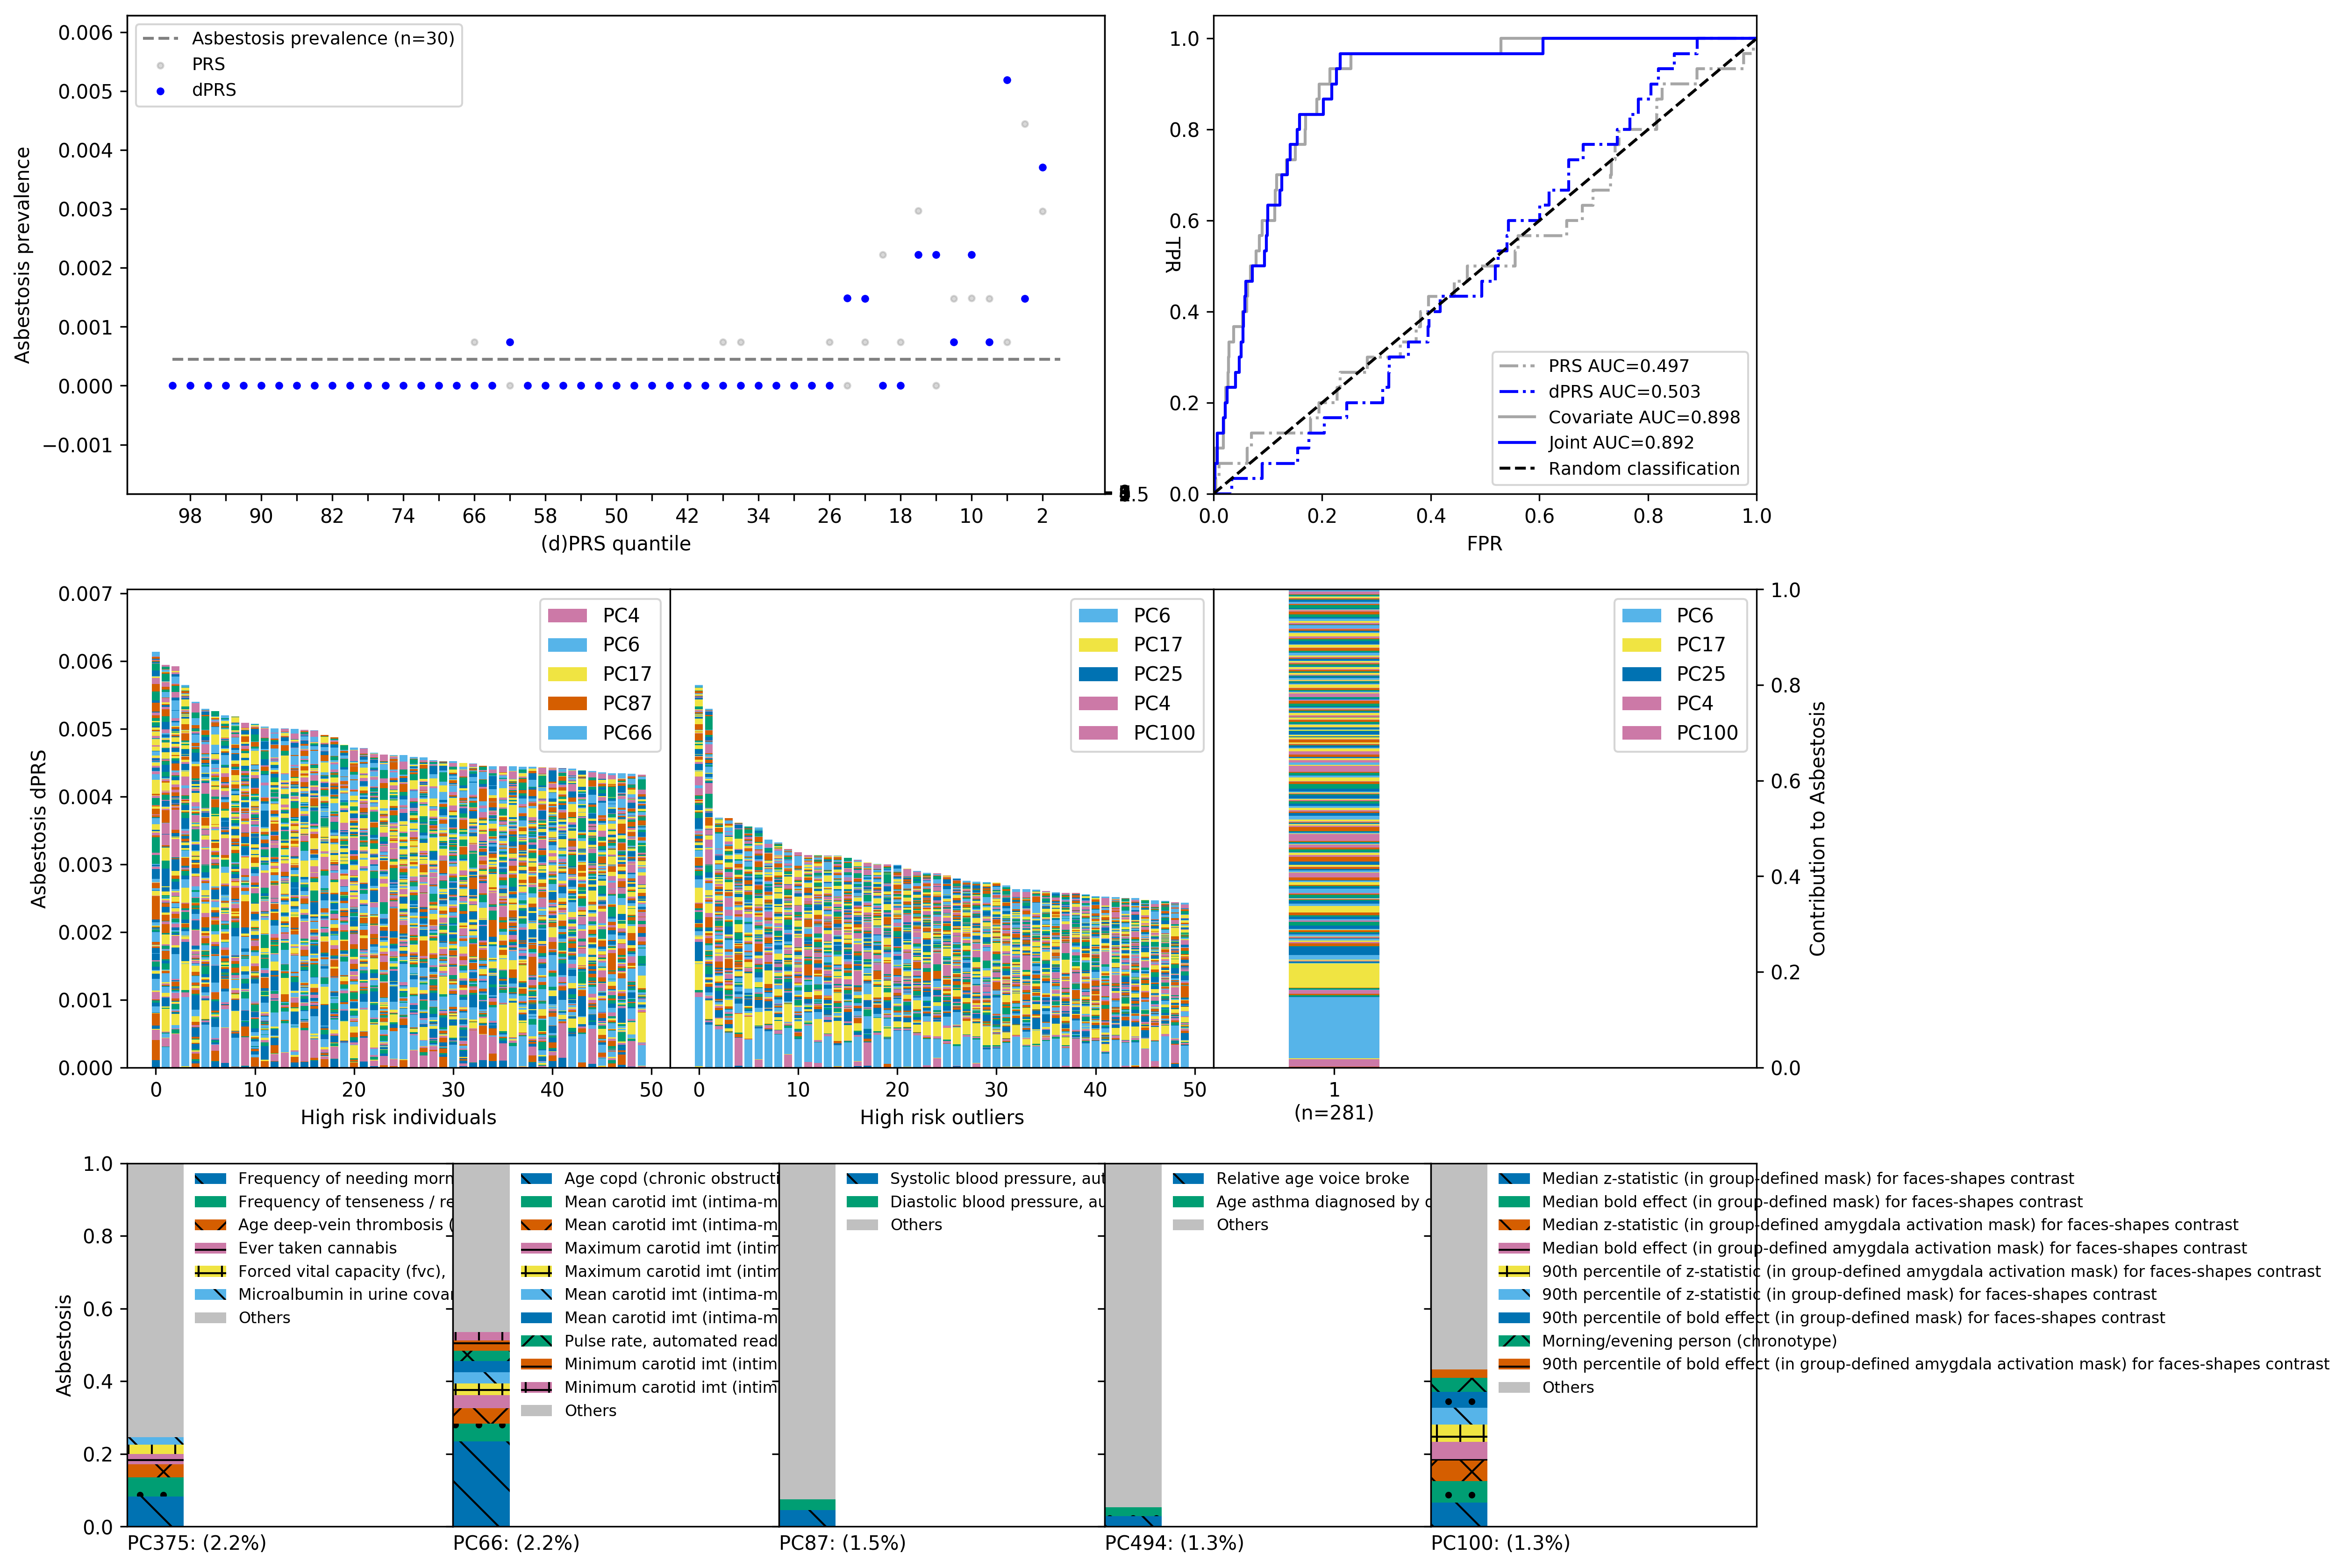 0.006
0.005
0.004
0.003
0.002
0.001
0.000
−0.001
Asbestosis prevalence
Asbestosis prevalence (n=30)
PRS
dPRS
98 90 82 74 66 58 50 42 34 26 18 10 2
(d)PRS quantile
.5
1.0
0.8
0.6
0.4
0.2
0.0
TPR
PRS AUC=0.497
dPRS AUC=0.503
Covariate AUC=0.898
Joint AUC=0.892
Random classification
0.0 0.2 0.4 0.6 0.8 1.0
FPR
0.007
0.006
0.005
0.004
0.003
0.002
0.001
0.000
Asbestosis dPRS
PC4
PC6
PC17
PC87
PC66
0 10 20 30 40 50
High risk individuals
PC6
PC17
PC25
PC4
PC100
0 10 20 30 40 50
High risk outliers
PC6
PC17
PC25
PC4
PC100
1
(n=281)
1.0
0.8
0.6
0.4
0.2
0.0
Contribution to Asbestosis
1.0
0.8
0.6
0.4
0.2
0.0
Asbestosis
Frequency of needing morn
Frequency of tenseness / re
Age deep-vein thrombosis (
Ever taken cannabis
Forced vital capacity (fvc),
Microalbumin in urine covar
Others
PC375: (2.2%)
Age copd (chronic obstructi
Mean carotid imt (intima-m
Mean carotid imt (intima-m
Maximum carotid imt (intim
Maximum carotid imt (intim
Mean carotid imt (intima-m
Mean carotid imt (intima-m
Pulse rate, automated read
Minimum carotid imt (intim
Minimum carotid imt (intim
Others
PC66: (2.2%)
Systolic blood pressure, aut
Diastolic blood pressure, au
Others
PC87: (1.5%)
Relative age voice broke
Age asthma diagnosed by d
Others
PC494: (1.3%)
Median z-statistic (in group-defined mask) for faces-shapes contrast
Median bold effect (in group-defined mask) for faces-shapes contrast
Median z-statistic (in group-defined amygdala activation mask) for faces-shapes contrast
Median bold effect (in group-defined amygdala activation mask) for faces-shapes contrast
90th percentile of z-statistic (in group-defined amygdala activation mask) for faces-shapes contrast
90th percentile of z-statistic (in group-defined mask) for faces-shapes contrast
90th percentile of bold effect (in group-defined mask) for faces-shapes contrast
Morning/evening person (chronotype)
90th percentile of bold effect (in group-defined amygdala activation mask) for faces-shapes contrast
Others
PC100: (1.3%)